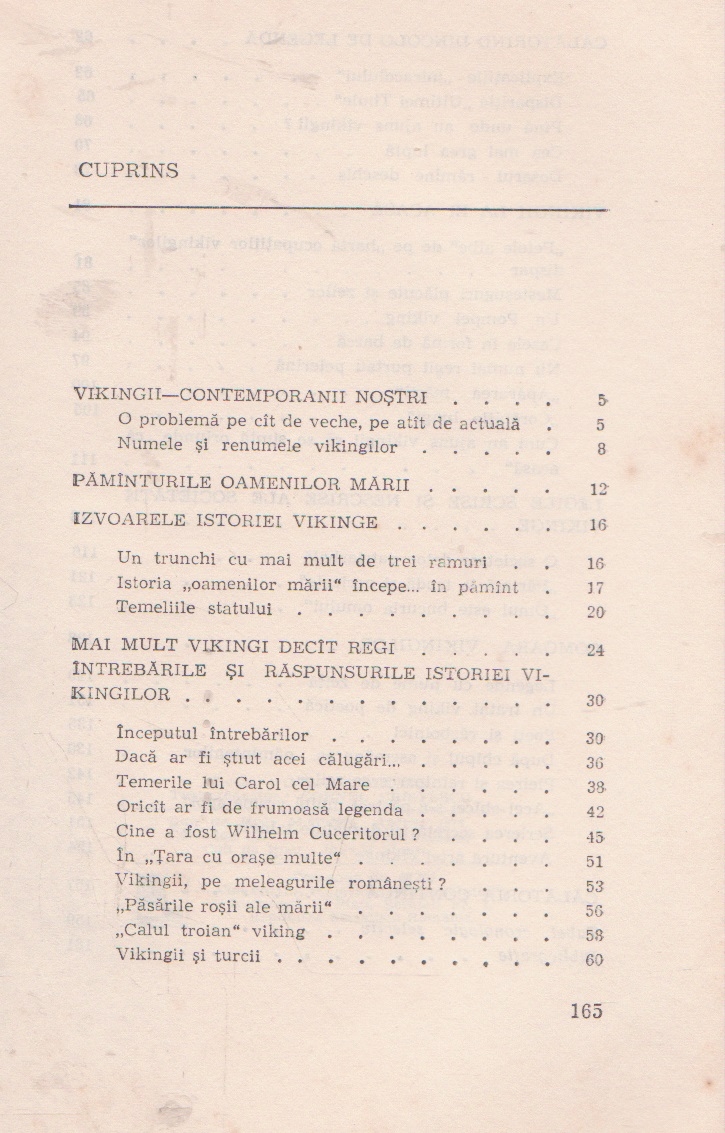 CUPRINS
VIKINGII—CONTEMPORANII NOȘTRI . . . . 5
O problemă pe cît de veche, pe atît de actuală . 5
Numele și renumele vikingilor . . . . . 8
PĂMÎNTURILE OAMENILOR MĂRII . . . . . 12
IZVOARELE ISTORIEI VIKINGE . . . . . . 16
Un trunchi cu mai mult de trei ramuri . . 16
Istoria „oamenilor mării“ începe... în pămînt . 17
Temeliile statului . . . . . . . . . 20
MAI MULT VIKINGI DECÎT REGI . . . . . 24
ÎNTREBĂRILE ȘI RĂSPUNSURILE ISTORIEI VI-
KINGILOR . . . . . . . . . . . . . 30
Începutul întrebărilor . . . . . . . . 30
Dacă ar fi știut acei călugări... . . . . . 36
Temerile lui Carol cel Mare . . . . . . 38
Oricît ar fi de frumoasă legenda . . . . . 42
Cine a fost Wilhelm Cuceritorul ? . . . . 45
În „Țara cu orașe multe“ . . . . . . . 51
Vikingii, pe meleagurile românești ? . . . . 53
„Păsările roșii ale mării“ . . . . . . . 56
„Calul troian“ viking . . . . . . . . 58
Vikingii și turcii . . . . . . . . . . 60
165